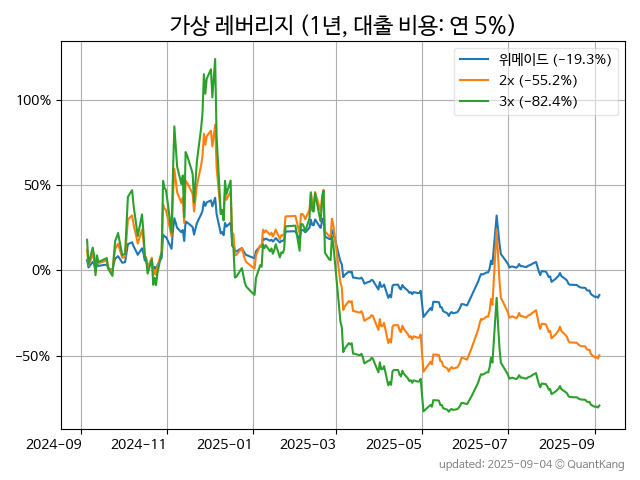 가상 레버리지 (1년, 대출 비용: 연 5%)
위메이드 (−19.3%)
2x (−55.2%)
3x (−82.4%)
100%
50%
0%
−50%
2024-09
2024-11
2025-01
2025-03
2025-05
2025-07
2025-09
updated: 2025-09-04 © QuantKang